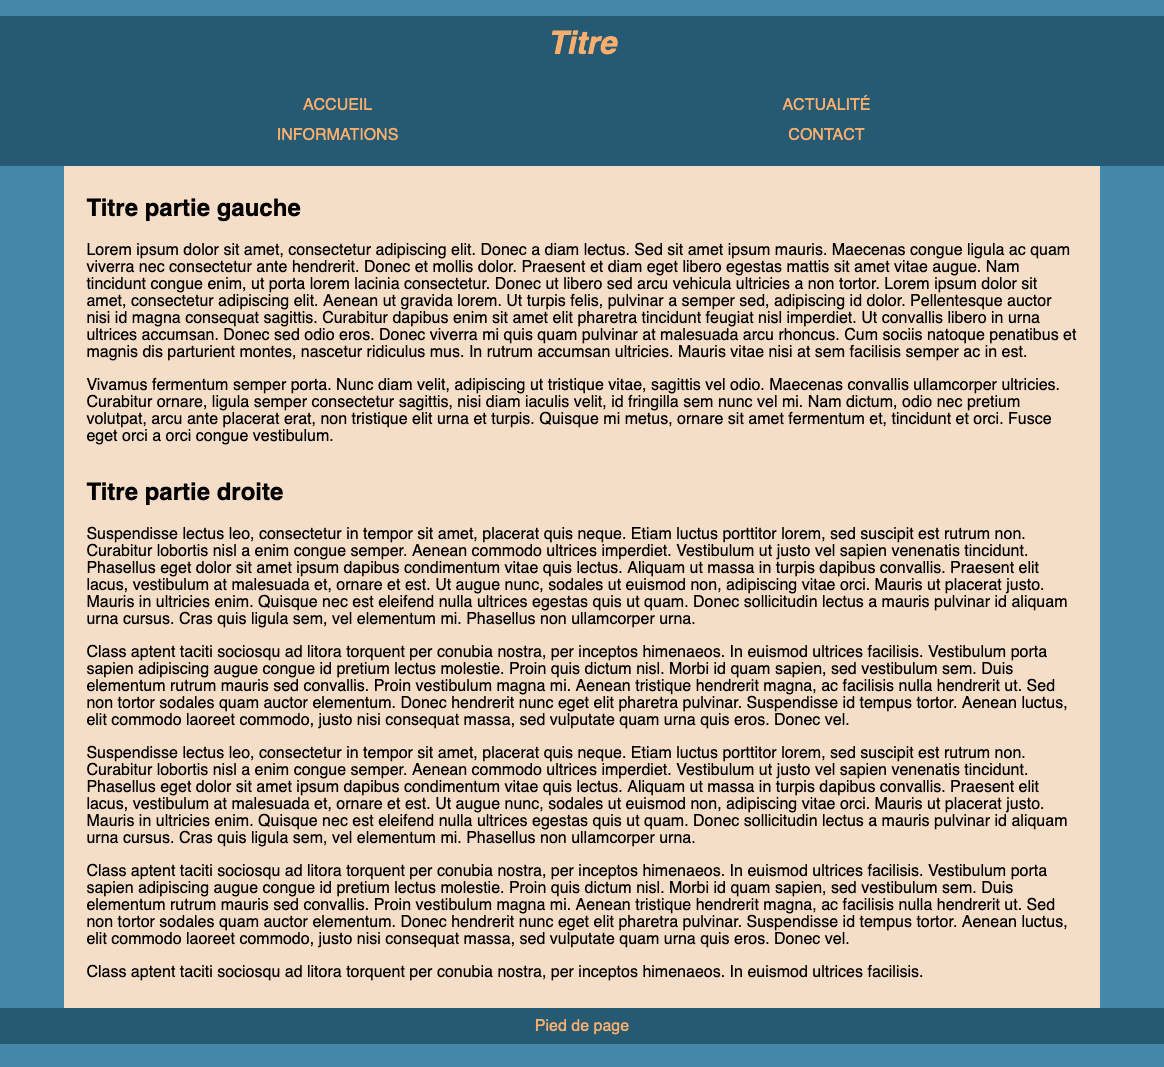 Titre
ACCUEIL
ACTUALITÉ
INFORMATIONS
CONTACT
Titre partie gauche
Lorem ipsum dolor sit amet, consectetur adipiscing elit. Donec a diam lectus. Sed sit amet ipsum mauris. Maecenas congue ligula ac quam
viverra nec consectetur ante hendrerit. Donec et mollis dolor. Praesent et diam eget libero egestas mattis sit amet vitae augue. Nam
tincidunt congue enim, ut porta lorem lacinia consectetur. Donec ut libero sed arcu vehicula ultricies a non tortor. Lorem ipsum dolor sit
amet, consectetur adipiscing elit. Aenean ut gravida lorem. Ut turpis felis, pulvinar a semper sed, adipiscing id dolor. Pellentesque auctor
nisi id magna consequat sagittis. Curabitur dapibus enim sit amet elit pharetra tincidunt feugiat nisl imperdiet. Ut convallis libero in urna
ultrices accumsan. Donec sed odio eros. Donec viverra mi quis quam pulvinar at malesuada arcu rhoncus. Cum sociis natoque penatibus et
magnis dis parturient montes, nascetur ridiculus mus. In rutrum accumsan ultricies. Mauris vitae nisi at sem facilisis semper ac in est.
Vivamus fermentum semper porta. Nunc diam velit, adipiscing ut tristique vitae, sagittis vel odio. Maecenas convallis ullamcorper ultricies.
Curabitur ornare, ligula semper consectetur sagittis, nisi diam iaculis velit, id fringilla sem nunc vel mi. Nam dictum, odio nec pretium
volutpat, arcu ante placerat erat, non tristique elit urna et turpis. Quisque mi metus, ornare sit amet fermentum et, tincidunt et orci. Fusce
eget orci a orci congue vestibulum.
Titre partie droite
Suspendisse lectus leo, consectetur in tempor sit amet, placerat quis neque. Etiam luctus porttitor lorem, sed suscipit est rutrum non.
Curabitur lobortis nisl a enim congue semper. Aenean commodo ultrices imperdiet. Vestibulum ut justo vel sapien venenatis tincidunt.
Phasellus eget dolor sit amet ipsum dapibus condimentum vitae quis lectus. Aliquam ut massa in turpis dapibus convallis. Praesent elit
lacus, vestibulum at malesuada et, ornare et est. Ut augue nunc, sodales ut euismod non, adipiscing vitae orci. Mauris ut placerat justo.
Mauris in ultricies enim. Quisque nec est eleifend nulla ultrices egestas quis ut quam. Donec sollicitudin lectus a mauris pulvinar id aliquam
urna cursus. Cras quis ligula sem, vel elementum mi. Phasellus non ullamcorper urna.
Class aptent taciti sociosqu ad litora torquent per conubia nostra, per inceptos himenaeos. In euismod ultrices facilisis. Vestibulum porta
sapien adipiscing augue congue id pretium lectus molestie. Proin quis dictum nisl. Morbi id quam sapien, sed vestibulum sem. Duis
elementum rutrum mauris sed convallis. Proin vestibulum magna mi. Aenean tristique hendrerit magna, ac facilisis nulla hendrerit ut. Sed
non tortor sodales quam auctor elementum. Donec hendrerit nunc eget elit pharetra pulvinar. Suspendisse id tempus tortor. Aenean luctus,
elit commodo laoreet commodo, justo nisi consequat massa, sed vulputate quam urna quis eros. Donec vel.
Suspendisse lectus leo, consectetur in tempor sit amet, placerat quis neque. Etiam luctus porttitor lorem, sed suscipit est rutrum non.
Curabitur lobortis nisl a enim congue semper. Aenean commodo ultrices imperdiet. Vestibulum ut justo vel sapien venenatis tincidunt.
Phasellus eget dolor sit amet ipsum dapibus condimentum vitae quis lectus. Aliquam ut massa in turpis dapibus convallis. Praesent elit
lacus, vestibulum at malesuada et, ornare et est. Ut augue nunc, sodales ut euismod non, adipiscing vitae orci. Mauris ut placerat justo.
Mauris in ultricies enim. Quisque nec est eleifend nulla ultrices egestas quis ut quam. Donec sollicitudin lectus a mauris pulvinar id aliquam
urna cursus. Cras quis ligula sem, vel elementum mi. Phasellus non ullamcorper urna.
Class aptent taciti sociosqu ad litora torquent per conubia nostra, per inceptos himenaeos. In euismod ultrices facilisis. Vestibulum porta
sapien adipiscing augue congue id pretium lectus molestie. Proin quis dictum nisl. Morbi id quam sapien, sed vestibulum sem. Duis
elementum rutrum mauris sed convallis. Proin vestibulum magna mi. Aenean tristique hendrerit magna, ac facilisis nulla hendrerit ut. Sed
non tortor sodales quam auctor elementum. Donec hendrerit nunc eget elit pharetra pulvinar. Suspendisse id tempus tortor. Aenean luctus,
elit commodo laoreet commodo, justo nisi consequat massa, sed vulputate quam urna quis eros. Donec vel.
Class aptent taciti sociosqu ad litora torquent per conubia nostra, per inceptos himenaeos. In euismod ultrices facilisis.
Pied de page